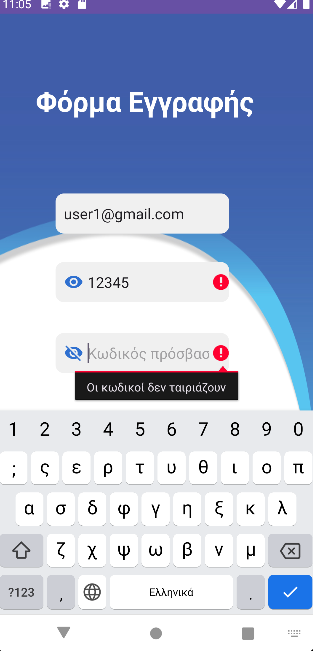 11:05
Φόρμα Εγγραφής
user1@gmail.com
12345
Κωδικός πρόσβασ
Οι κωδικοί δεν ταιριάζουν
1 2 3 4 5 6 7 8 9 0
; ς ε ρ τ υ θ ι ο π
α σ δ φ γ η ξ κ λ
ζ χ ψ ω β ν μ
?123 , Ελληνικά .